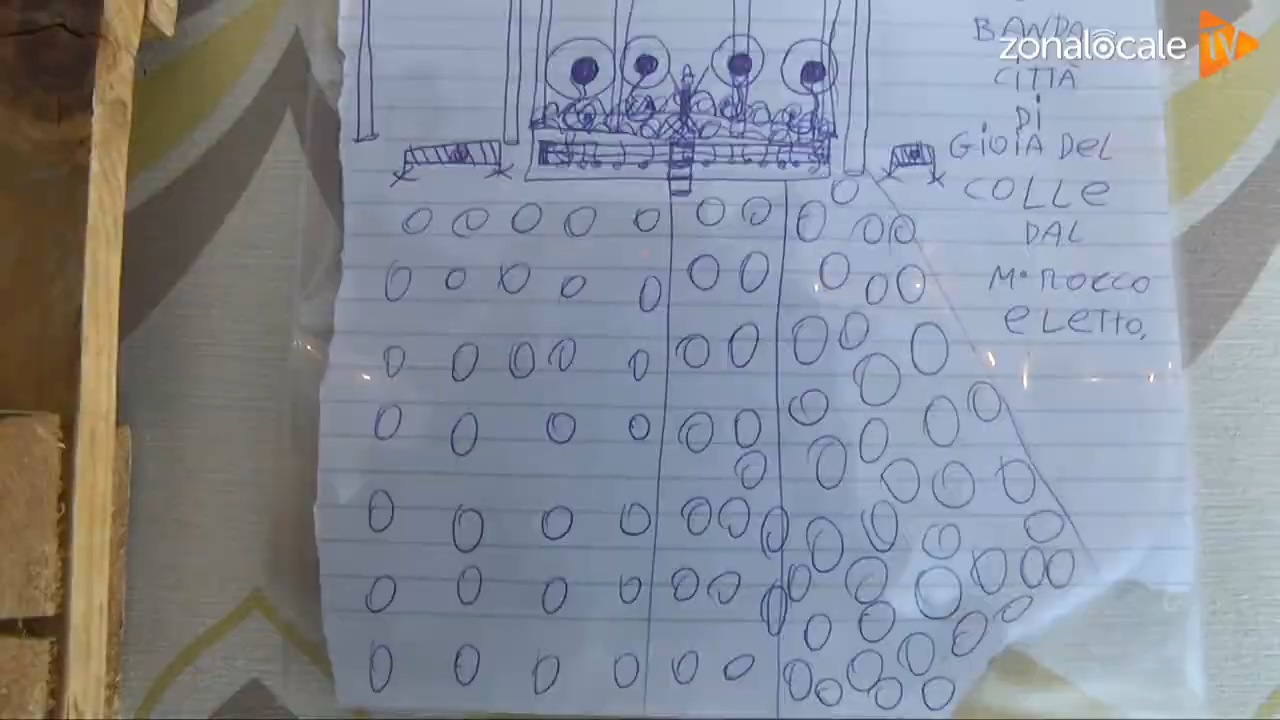 BANDA
CITTÀ
DI
GIOIA DEL
COLLE
DAL
M° ROCCO
ELETTO,
zonalocale TV